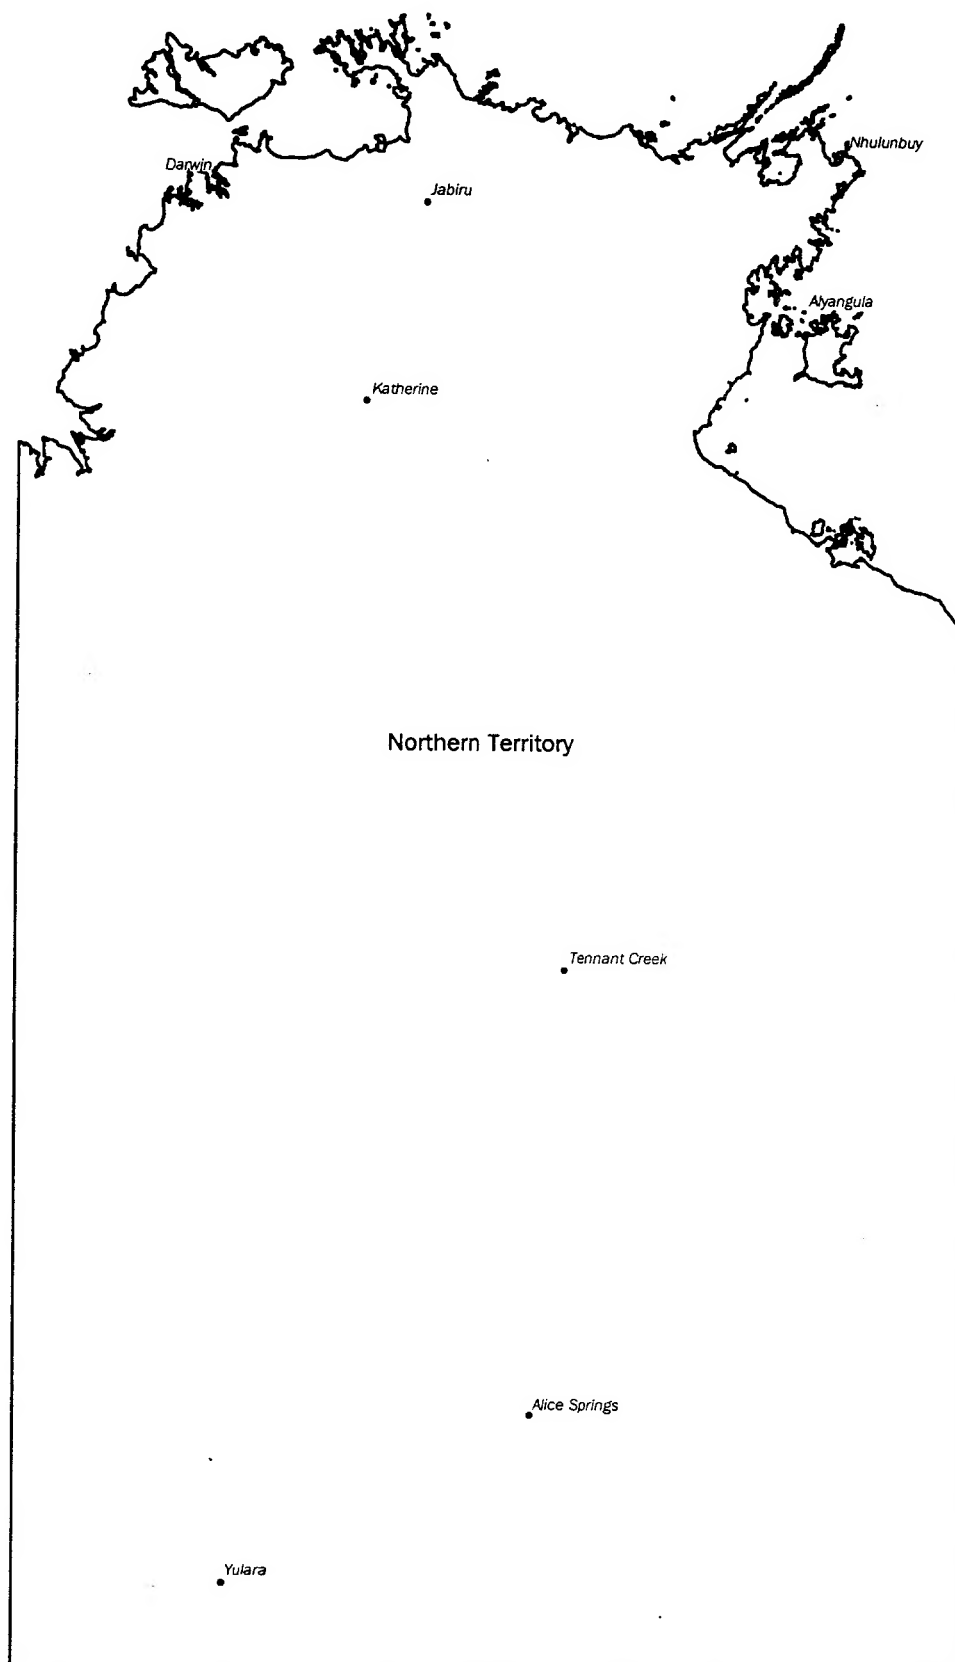 Nhulunbuy
Darwin
Jabiru
Alyangula
Katherine
Northern Territory
Tennant Creek
Alice Springs
Yulara